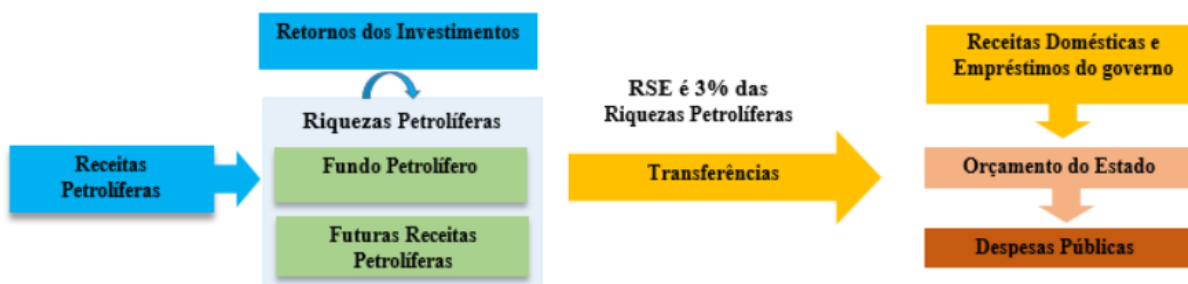 Receitas
Petrolíferas
Retornos dos Investimentos
Riquezas Petrolíferas
Fundo Petrolífero
Futuras Receitas
Petrolíferas
RSE é 3% das
Riquezas Petrolíferas
Transferências
Receitas Domésticas e
Empréstimos do governo
Orçamento do Estado
Despesas Públicas